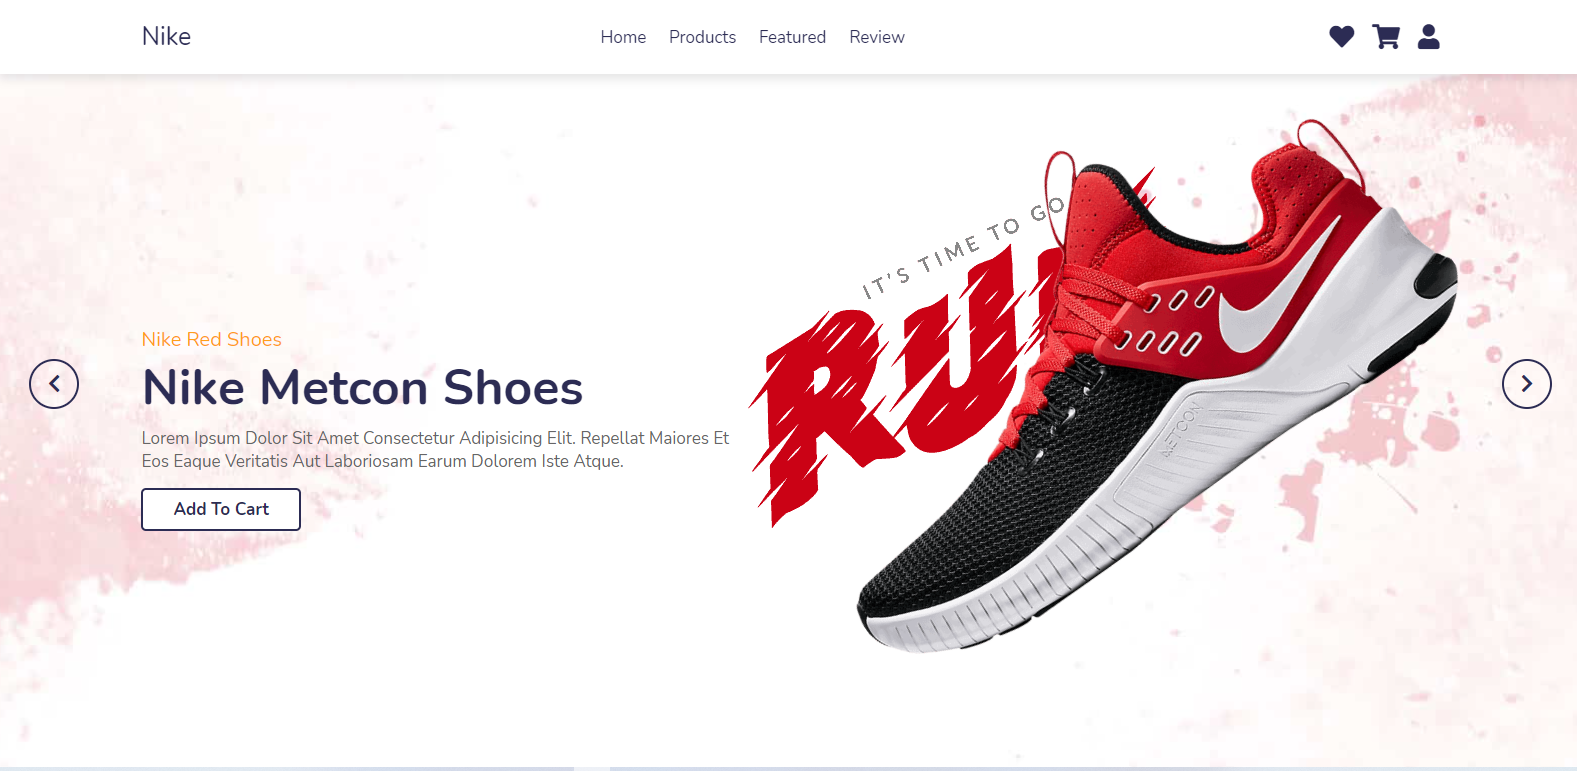 Nike
Home Products Featured Review
IT'S TIME TO GO
Nike Red Shoes
Nike Metcon Shoes
Lorem Ipsum Dolor Sit Amet Consectetur Adipisicing Elit. Repellat Maiores Et
Eos Eaque Veritatis Aut Laboriosam Earum Dolorem Iste Atque.
Add To Cart
RU
METCON